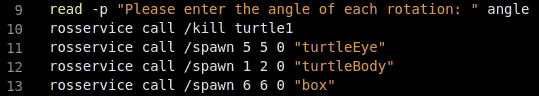 9 read -p "Please enter the angle of each rotation: " angle
10 rosservice call /kill turtle1
11 rosservice call /spawn 5 5 0 "turtleEye"
12 rosservice call /spawn 1 2 0 "turtleBody"
13 rosservice call /spawn 6 6 0 "box"